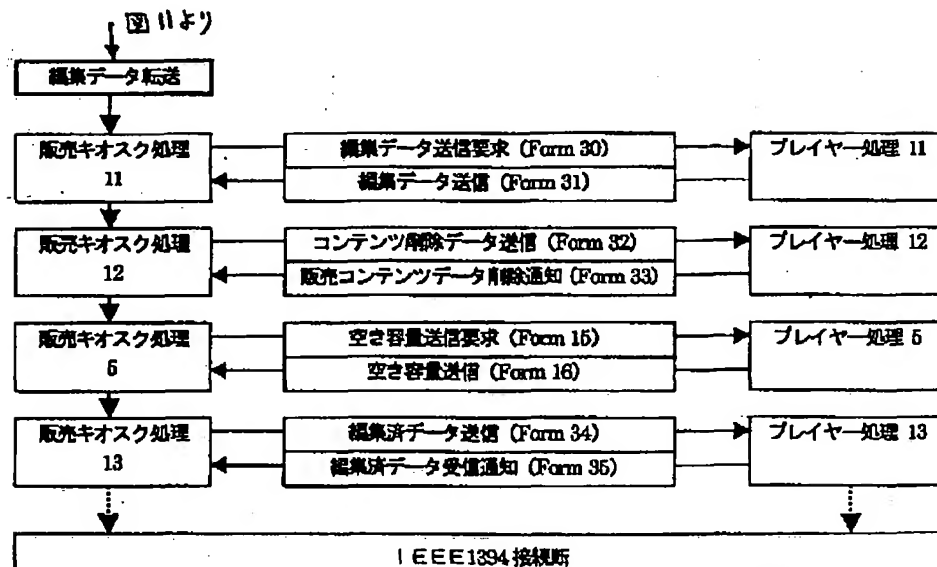 図11より
編集データ転送
販売キオスク処理
11
編集データ送信要求 (Form 30)
編集データ送信 (Form 31)
プレイヤー処理 11
販売キオスク処理
12
コンテンツ削除データ送信 (Form 32)
販売コンテンツデータ削除通知 (Form 33)
プレイヤー処理 12
販売キオスク処理
5
空き容量送信要求 (Form 15)
空き容量送信 (Form 16)
プレイヤー処理 5
販売キオスク処理
13
編集済データ送信 (Form 34)
編集済データ受信通知 (Form 35)
プレイヤー処理 13
IEEE1394 接続断